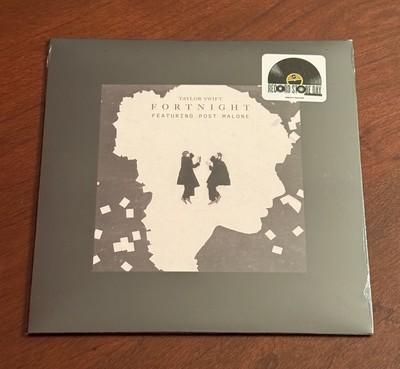 TAYLOR SWIFT
FORTNIGHT
FEATURING POST MALONE
RECORD STORE DAY